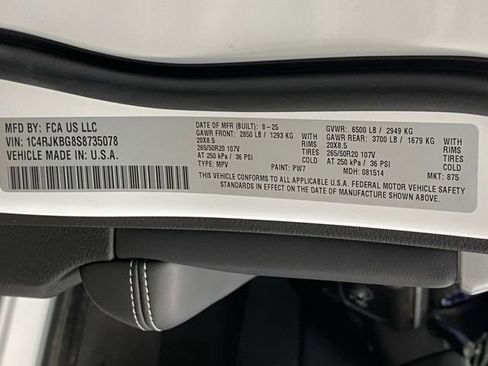 MFD BY: FCA US LLC
VIN: 1C4RJKBG8S8735078
VEHICLE MADE IN U.S.A.
DATE OF MFR (BUILT): 8-25
GVWR: 6500 LB / 2949 KG
GAWR FRONT: 2850 LB / 1293 KG WITH
GAWR REAR: 3700 LB / 1679 KG WITH
20X8.5 RIMS
20X8.5 RIMS
265/50R20 107V TIRES
265/50R20 107V TIRES
AT 250 kPa / 36 PSI COLD
AT 250 kPa / 36 PSI COLD
TYPE: MPV PAINT: PW7 MDH: 081514 MKT: 875
THIS VEHICLE CONFORMS TO ALL APPLICABLE U.S.A. FEDERAL MOTOR VEHICLE SAFETY
STANDARDS IN EFFECT ON THE DATE OF MANUFACTURE SHOWN ABOVE.